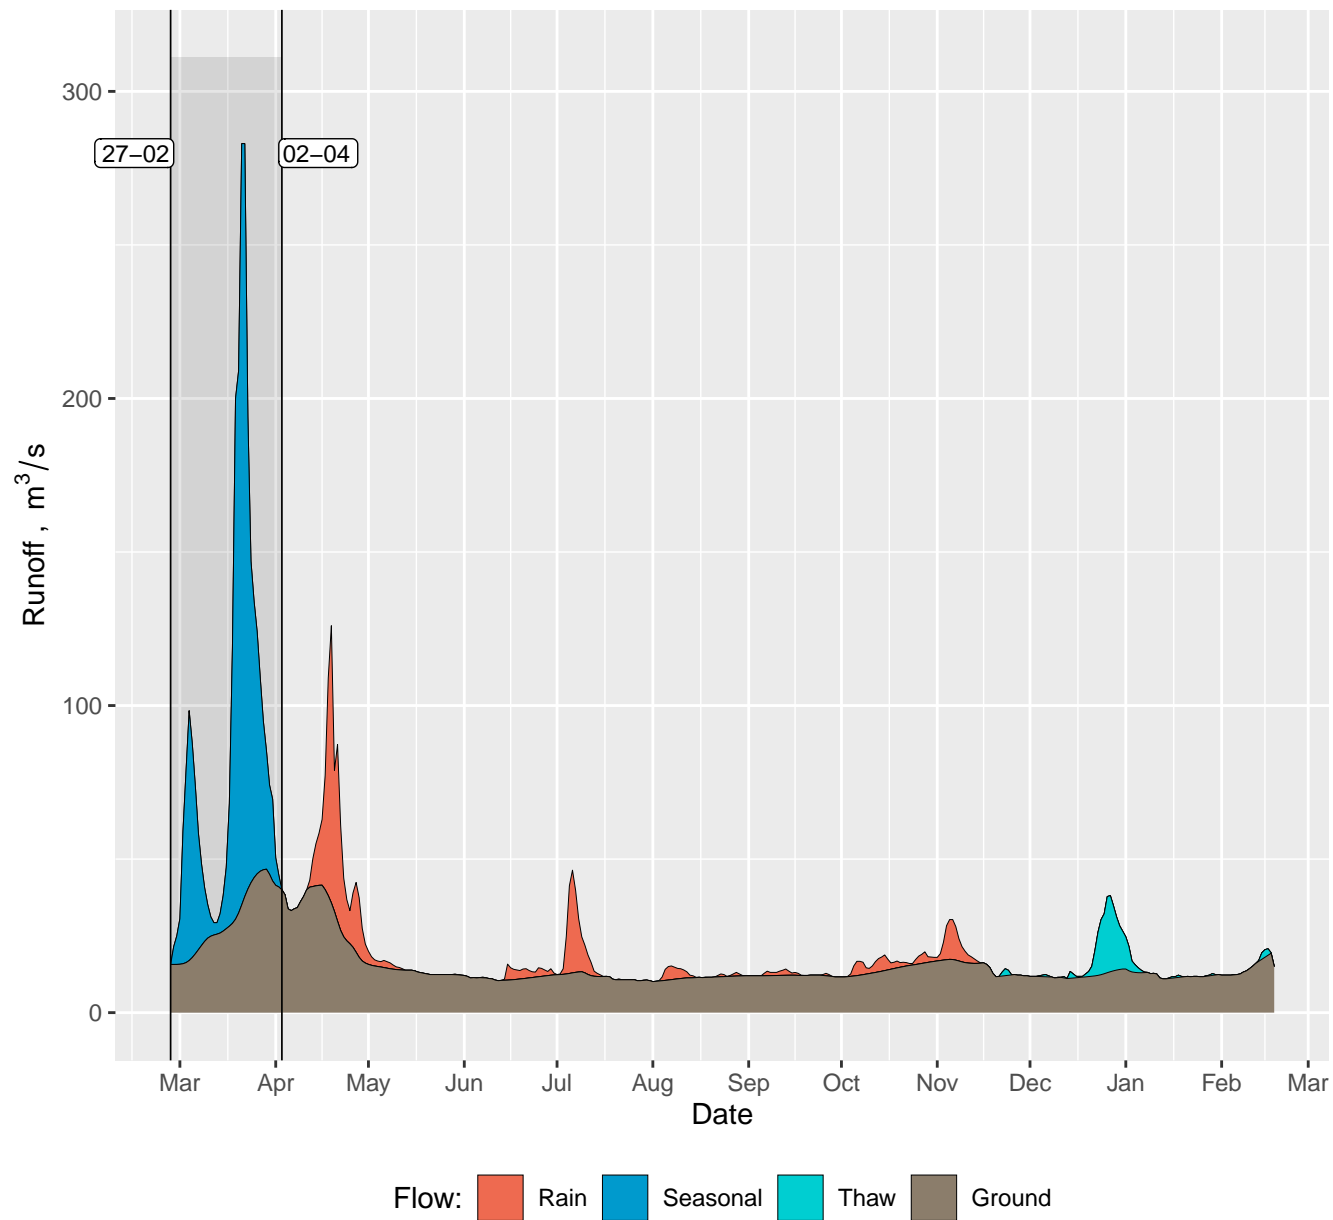 300
27−02
02−04
200
Runoff , m³/s
100
0
Mar Apr May Jun Jul Aug Sep Oct Nov Dec Jan Feb Mar
Date
Flow: Rain Seasonal Thaw Ground